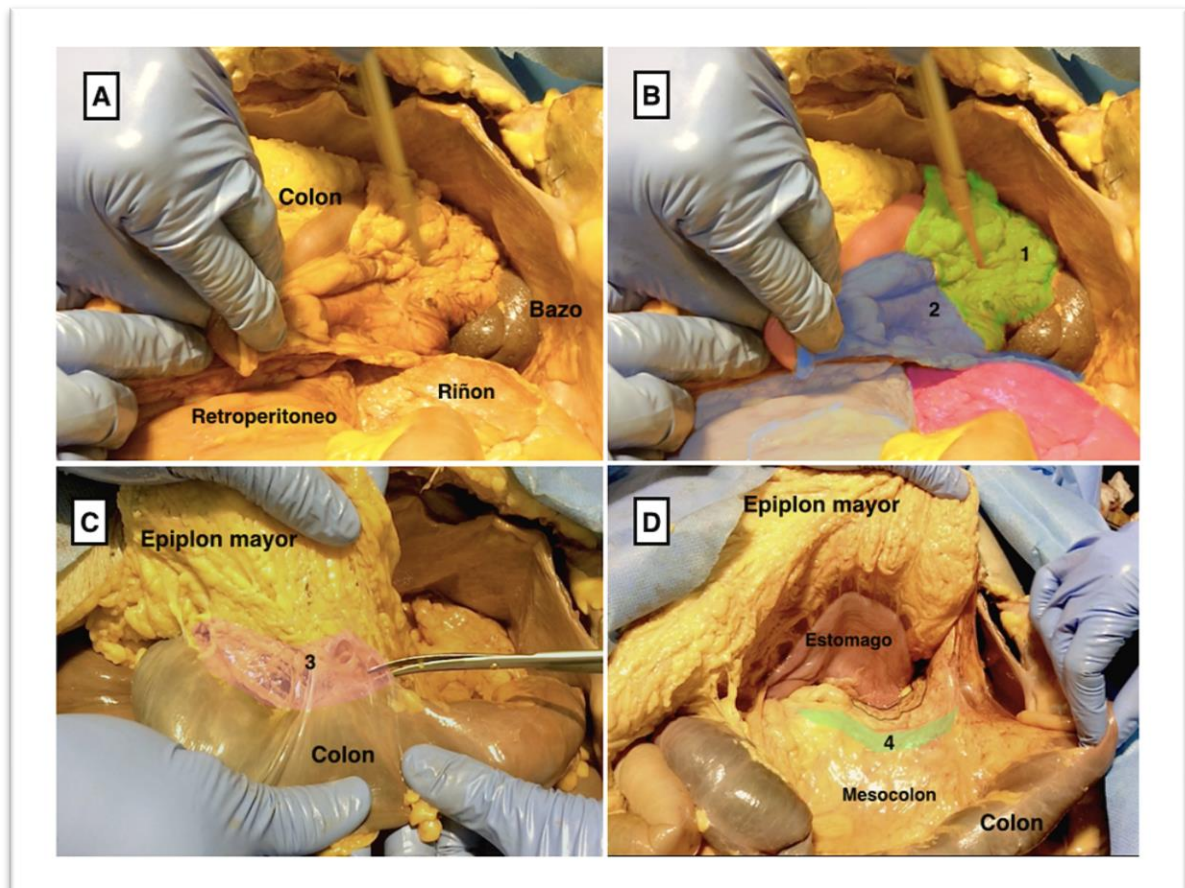 A
Colon
Bazo
Riñon
Retroperitoneo
B
1
2
C
Epiplon mayor
3
Colon
D
Epiplon mayor
Estomago
4
Mesocolon
Colon